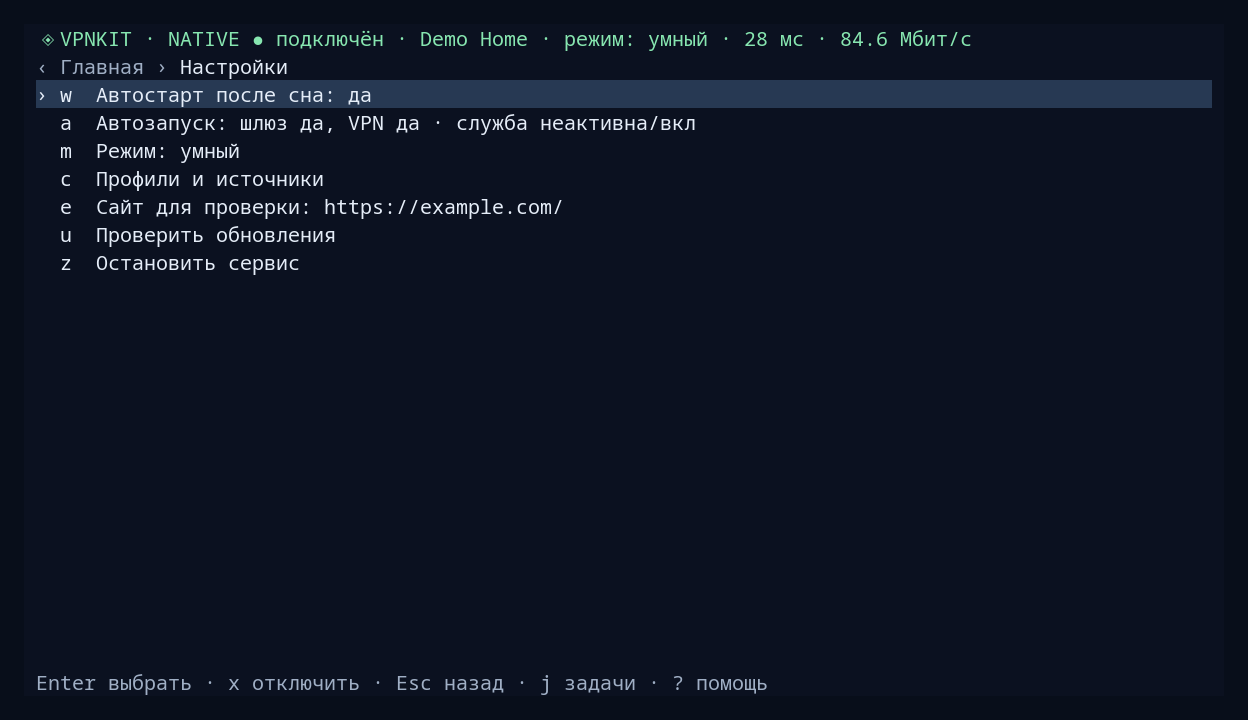 ◈ VPNKIT · NATIVE ● подключён · Demo Home · режим: умный · 28 мс · 84.6 Мбит/с
‹ Главная › Настройки
› w Автостарт после сна: да
a Автозапуск: шлюз да, VPN да · служба неактивна/вкл
m Режим: умный
c Профили и источники
e Сайт для проверки: https://example.com/
u Проверить обновления
z Остановить сервис
Enter выбрать · x отключить · Esc назад · j задачи · ? помощь